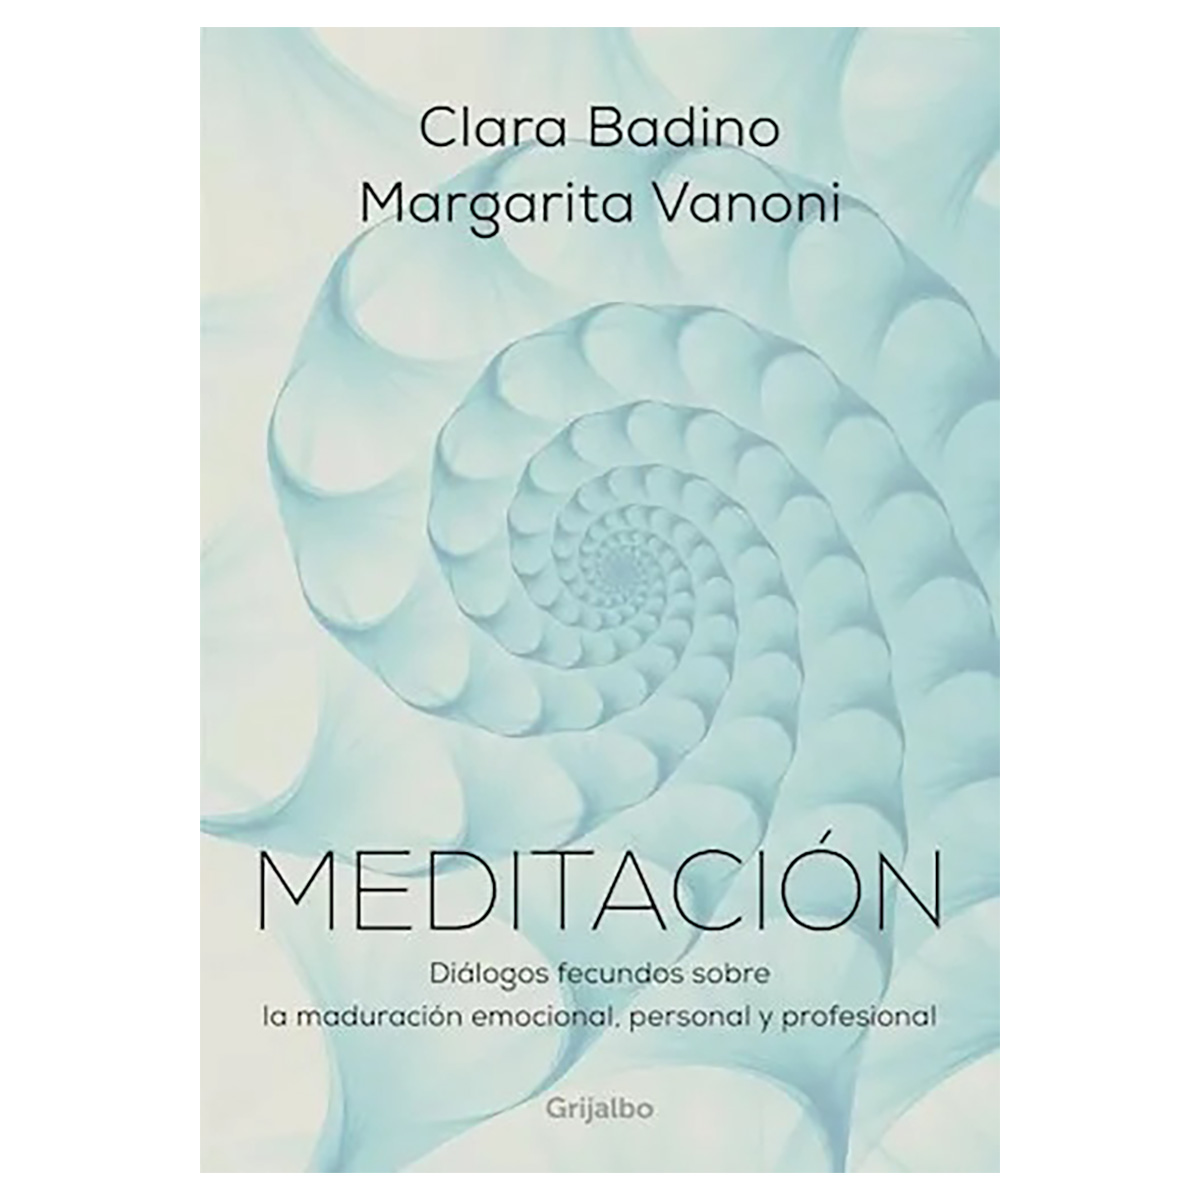 Clara Badino
Margarita Vanoni
MEDITACIÓN
Diálogos fecundos sobre
la maduración emocional, personal y profesional
Grijalbo